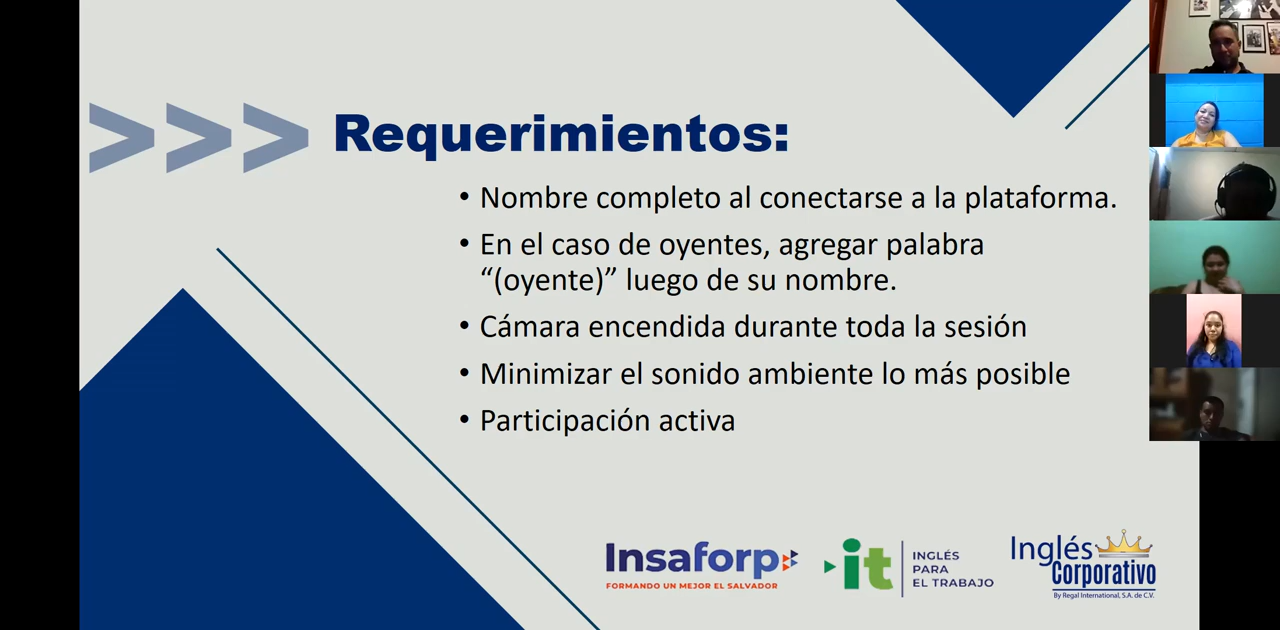 >>> Requerimientos:
• Nombre completo al conectarse a la plataforma.
• En el caso de oyentes, agregar palabra
“(oyente)” luego de su nombre.
• Cámara encendida durante toda la sesión
• Minimizar el sonido ambiente lo más posible
• Participación activa
Insaforp
FORMANDO UN MEJOR EL SALVADOR
it
INGLÉS
PARA
EL TRABAJO
Inglés
Corporativo
By Regal International, S.A. de C.V.